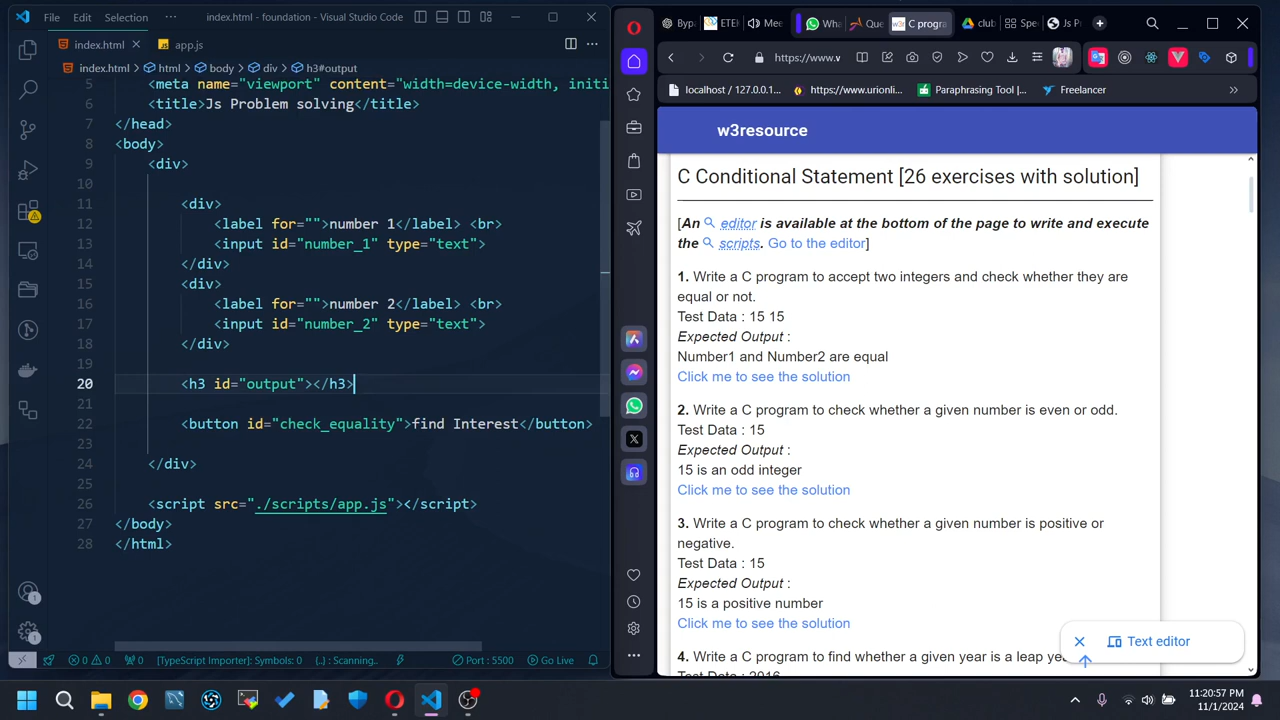 File Edit Selection ··· index.html - foundation - Visual Studio Code
index.html app.js
index.html > html > body > div > h3#output
5 <meta name="viewport" content="width=device-width, initi
6 <title>Js Problem solving</title>
7 </head>
8 <body>
9 <div>
10
11 <div>
12 <label for="">number 1</label> <br>
13 <input id="number_1" type="text">
14 </div>
15 <div>
16 <label for="">number 2</label> <br>
17 <input id="number_2" type="text">
18 </div>
19
20 <h3 id="output"></h3>
21
22 <button id="check_equality">find Interest</button>
23
24 </div>
25
26 <script src="./scripts/app.js"></script>
27 </body>
28 </html>
0 0 0 [TypeScript Importer]: Symbols: 0 {..} : Scanning.. Port : 5500 Go Live
Bypa ETEK Mee Wha Que C progra club Spe Js P
https://www.v
localhost / 127.0.0.1 https://www.urionli... Paraphrasing Tool |... Freelancer
w3resource
C Conditional Statement [26 exercises with solution]
[An editor is available at the bottom of the page to write and execute
the scripts. Go to the editor]
1. Write a C program to accept two integers and check whether they are
equal or not.
Test Data : 15 15
Expected Output :
Number1 and Number2 are equal
Click me to see the solution
2. Write a C program to check whether a given number is even or odd.
Test Data : 15
Expected Output :
15 is an odd integer
Click me to see the solution
3. Write a C program to check whether a given number is positive or
negative.
Test Data : 15
Expected Output :
15 is a positive number
Click me to see the solution
4. Write a C program to find whether a given year is a leap ye
Test Data : 2016
Text editor
11:20:57 PM
11/1/2024